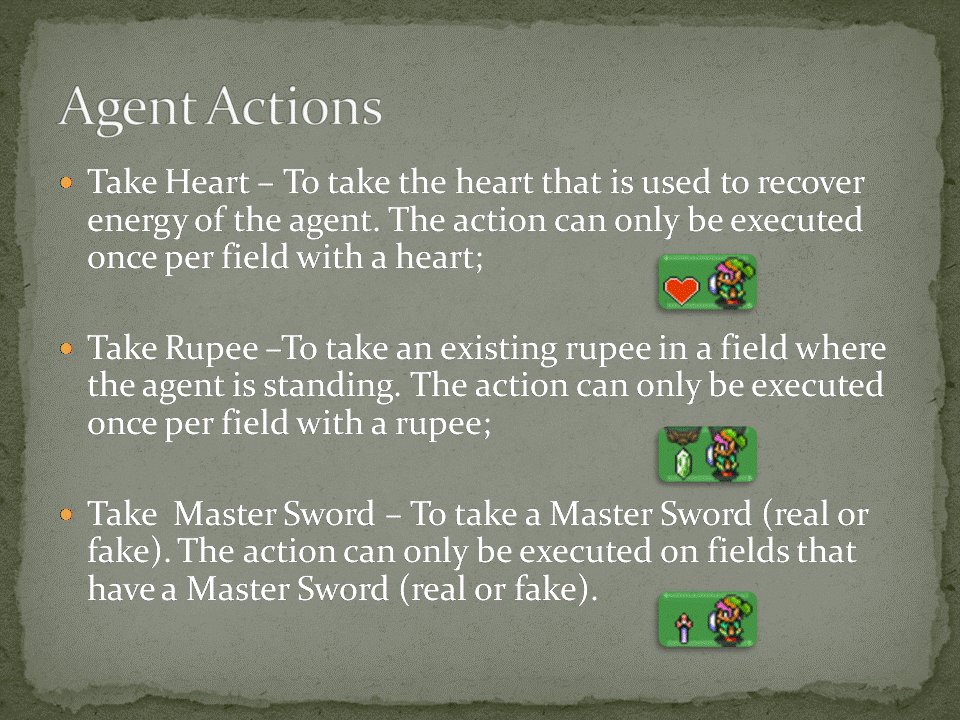 Agent Actions
Take Heart – To take the heart that is used to recover
energy of the agent. The action can only be executed
once per field with a heart;
Take Rupee –To take an existing rupee in a field where
the agent is standing. The action can only be executed
once per field with a rupee;
Take  Master Sword – To take a Master Sword (real or
fake). The action can only be executed on fields that
have a Master Sword (real or fake).